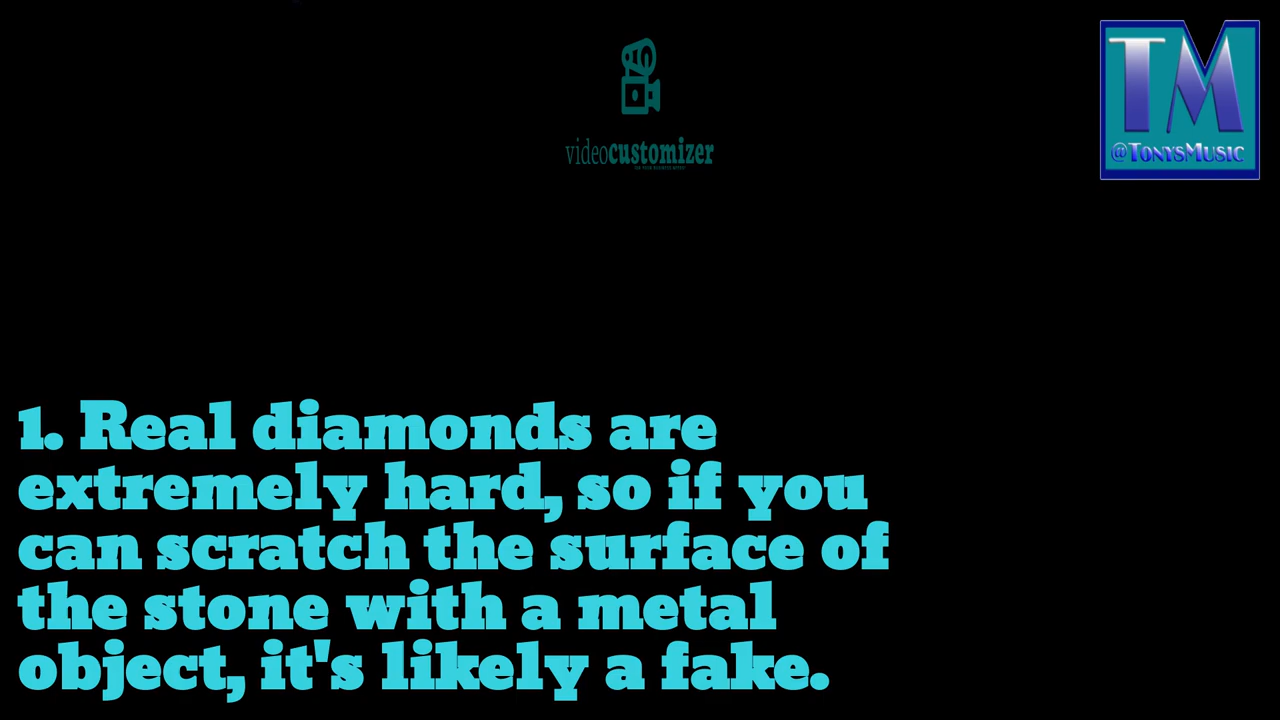 videocustomizer
TM
@TonysMusic
1. Real diamonds are
extremely hard, so if you
can scratch the surface of
the stone with a metal
object, it's likely a fake.